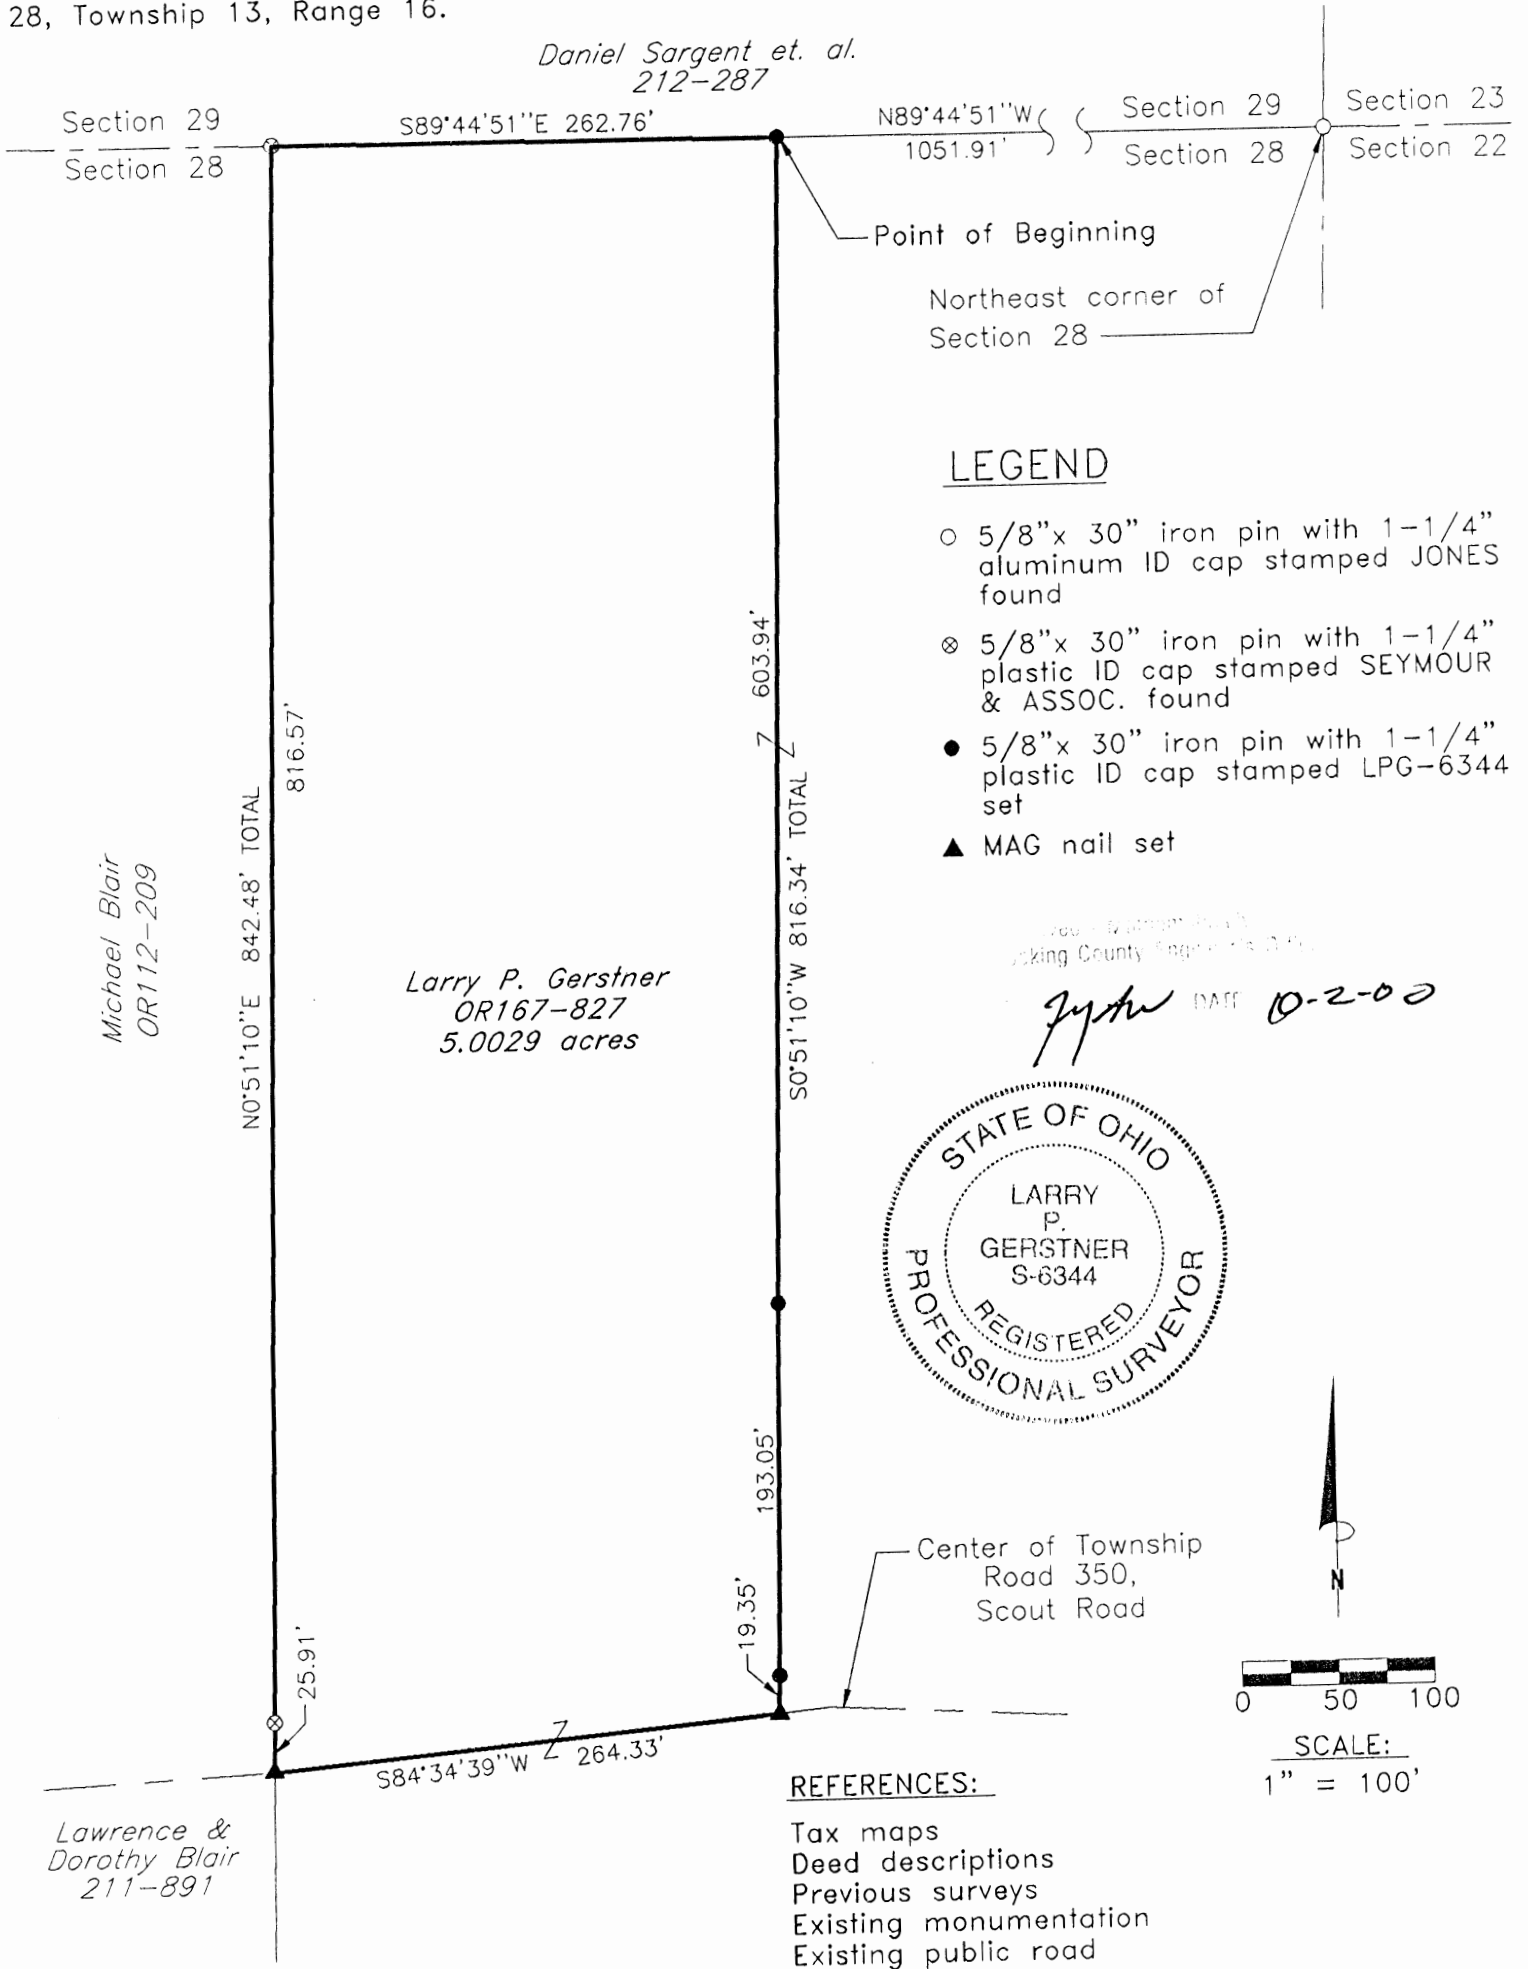 28, Township 13, Range 16.
Daniel Sargent et. al.
212-287
Section 29
Section 28
S89°44'51"E 262.76'
N89°44'51"W
1051.91'
Section 29
Section 28
Section 23
Section 22
Point of Beginning
Northeast corner of
Section 28
LEGEND
○ 5/8"x 30" iron pin with 1-1/4"
aluminum ID cap stamped JONES
found
⊗ 5/8"x 30" iron pin with 1-1/4"
plastic ID cap stamped SEYMOUR
& ASSOC. found
● 5/8"x 30" iron pin with 1-1/4"
plastic ID cap stamped LPG-6344
set
▲ MAG nail set
603.94'
816.57'
N0°51'10"E 842.48' TOTAL
S0°51'10"W 816.34' TOTAL
Michael Blair
OR112-209
Larry P. Gerstner
OR167-827
5.0029 acres
County
DATE 10-2-00
STATE OF OHIO
LARRY
P.
GERSTNER
S-6344
REGISTERED
PROFESSIONAL SURVEYOR
193.05'
19.35'
25.91'
Center of Township
Road 350,
Scout Road
N
0 50 100
SCALE:
1" = 100'
S84°34'39"W 264.33'
Lawrence &
Dorothy Blair
211-891
REFERENCES:
Tax maps
Deed descriptions
Previous surveys
Existing monumentation
Existing public road